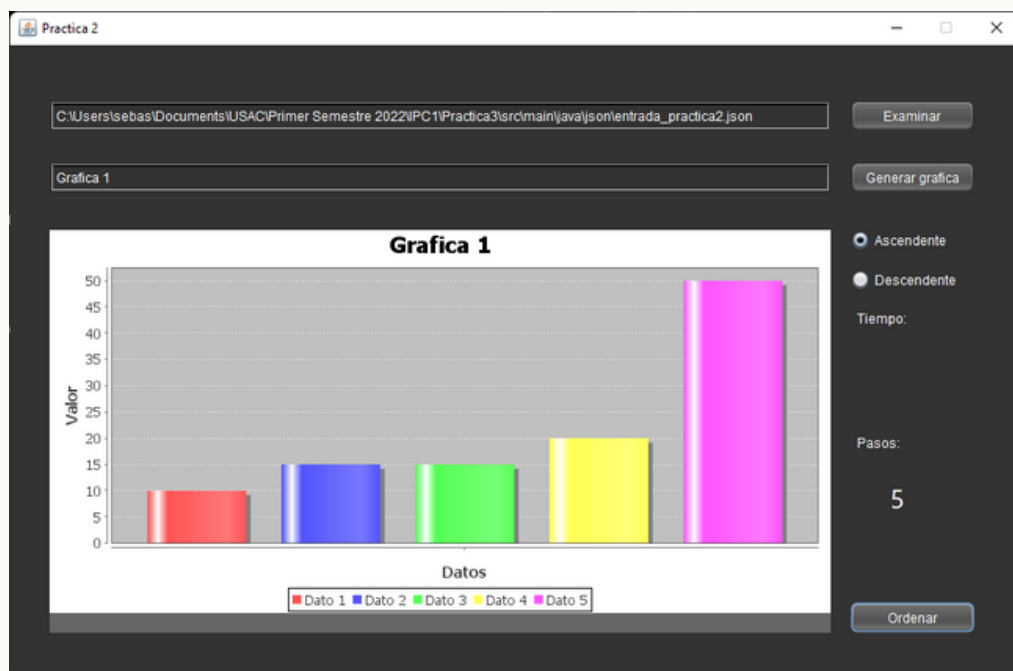 Practica 2
C:\Users\sebas\Documents\USAC\Primer Semestre 2022\IPC1\Practica3\src\main\java\json\entrada_practica2.json
Examinar
Grafica 1
Generar grafica
Grafica 1
Ascendente
Descendente
Tiempo:
Pasos:
5
Ordenar
50
45
40
35
30
25
20
15
10
5
0
Valor
Datos
Dato 1 Dato 2 Dato 3 Dato 4 Dato 5